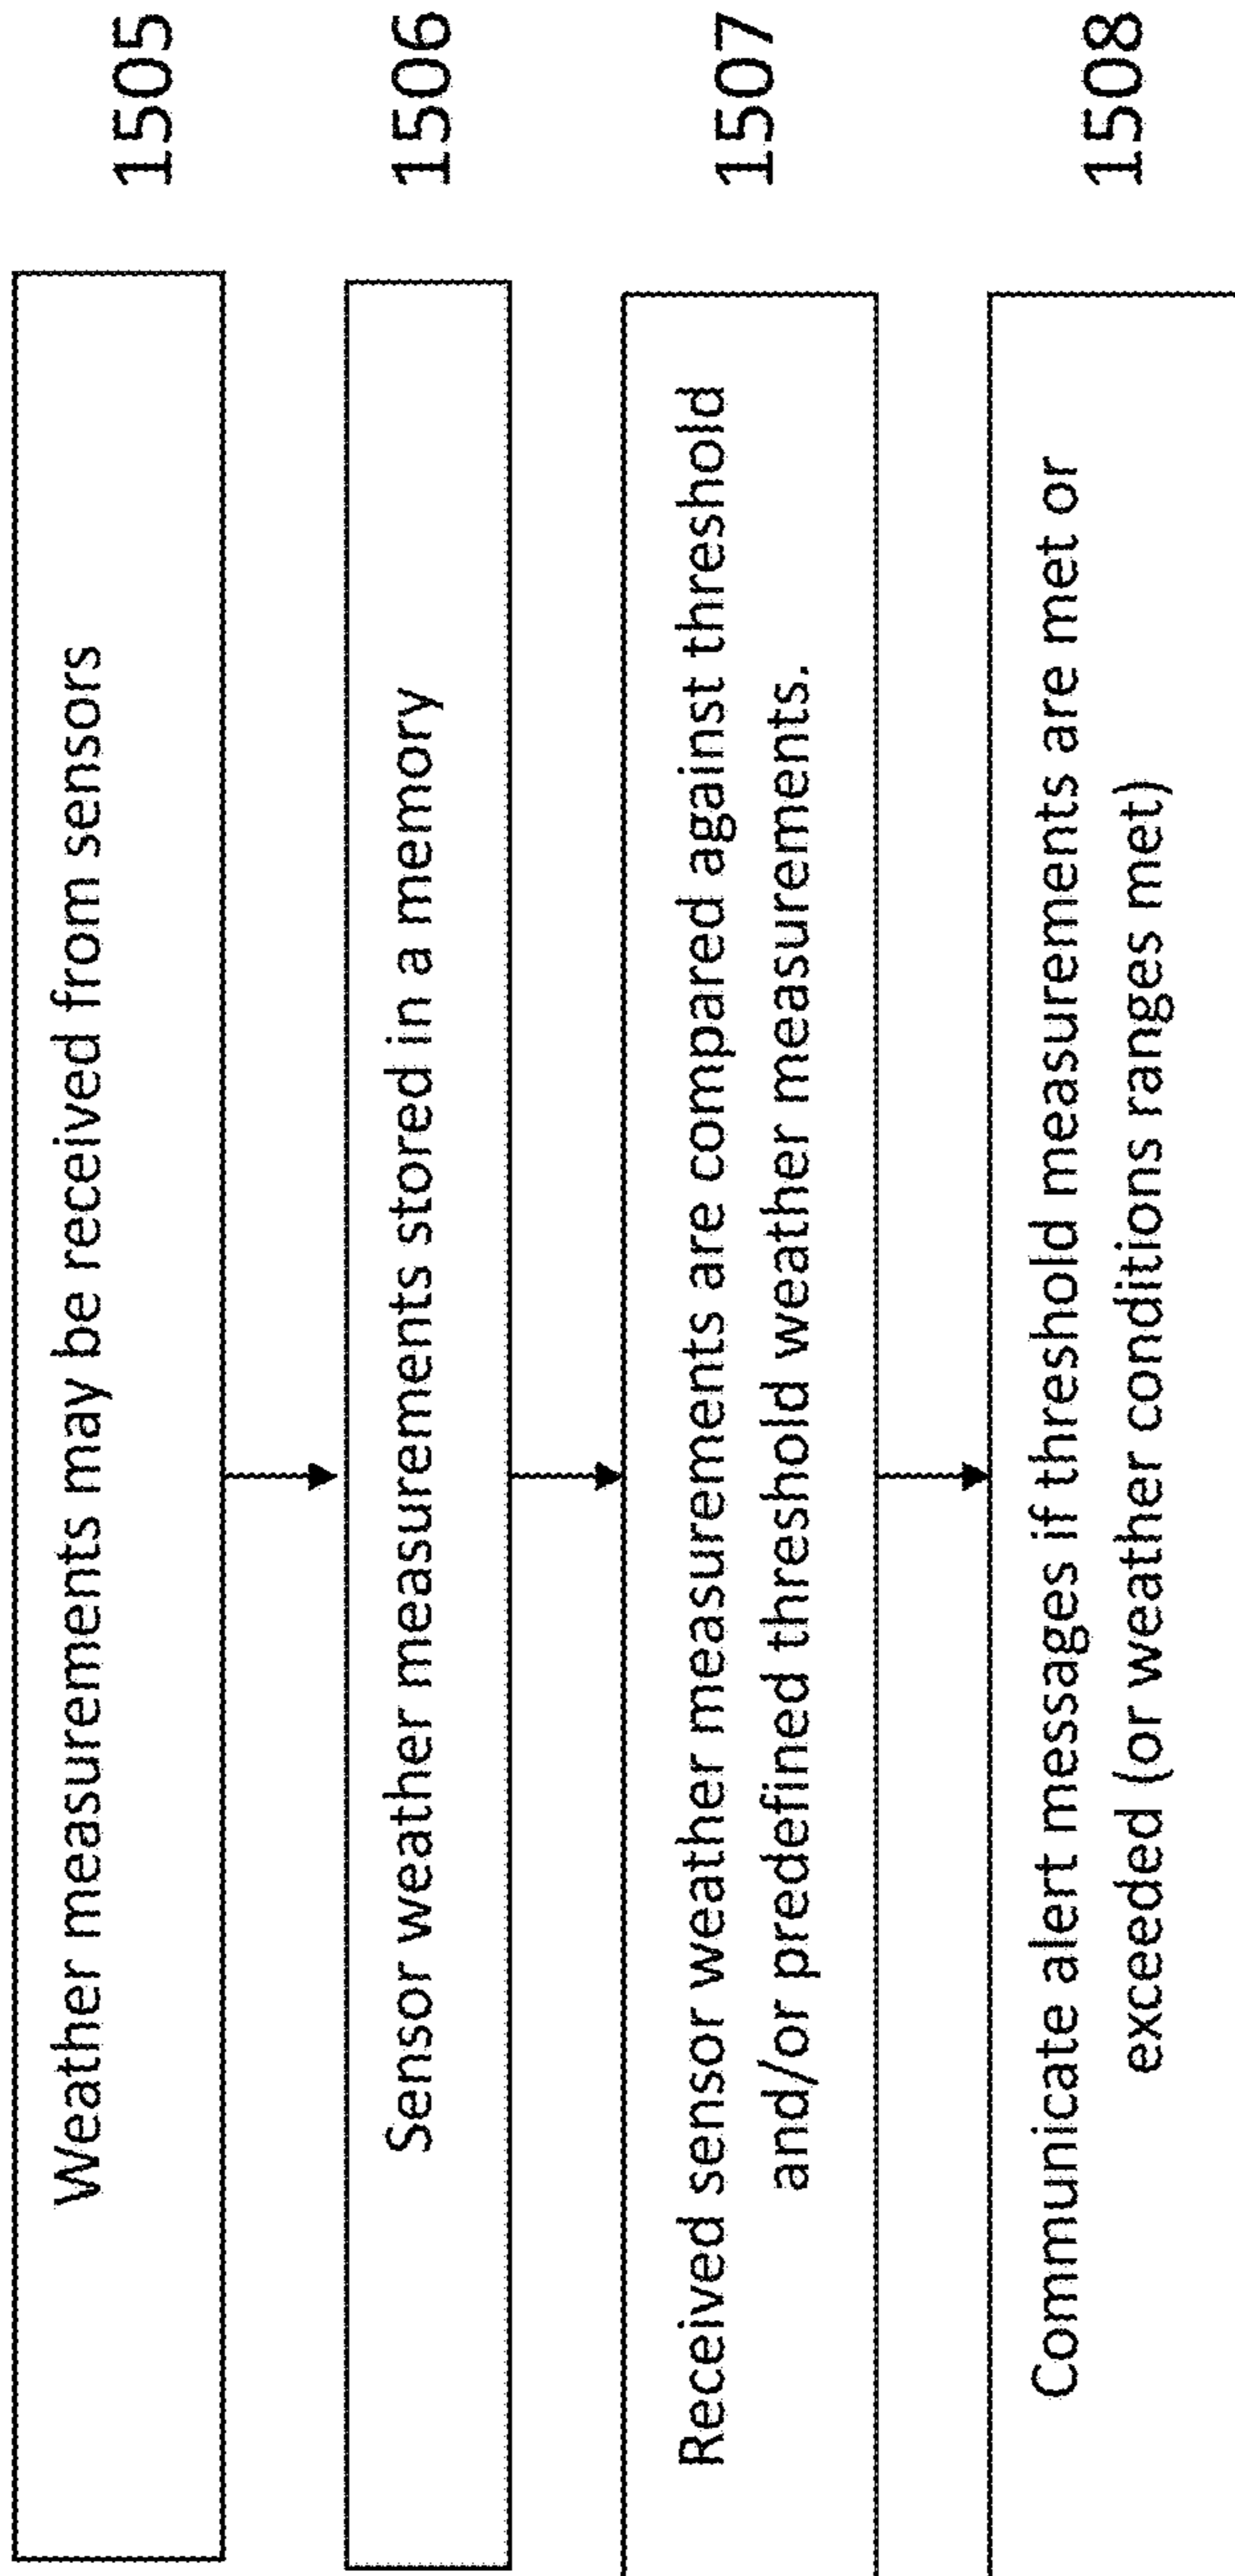 Weather measurements may be received from sensors
1505
Sensor weather measurements stored in a memory
1506
Received sensor weather measurements are compared against threshold
and/or predefined threshold weather measurements.
1507
Communicate alert messages if threshold measurements are met or
exceeded (or weather conditions ranges met)
1508